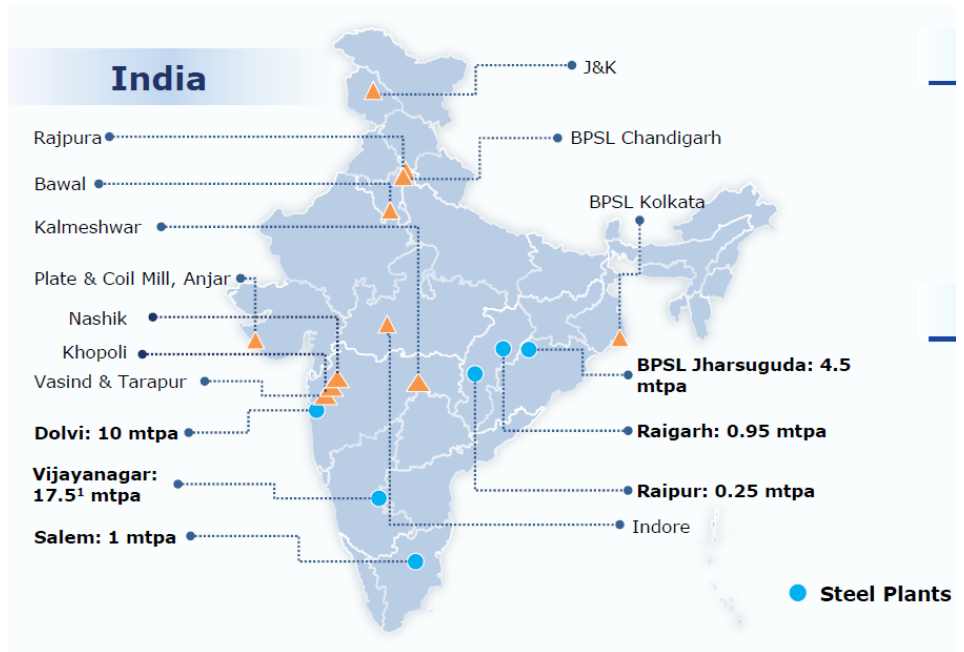 India
J&K
Rajpura
BPSL Chandigarh
Bawal
BPSL Kolkata
Kalmeshwar
Plate & Coil Mill, Anjar
Nashik
Khopoli
Vasind & Tarapur
BPSL Jharsuguda: 4.5
mtpa
Dolvi: 10 mtpa
Raigarh: 0.95 mtpa
Vijayanagar:
17.5¹ mtpa
Raipur: 0.25 mtpa
Indore
Salem: 1 mtpa
Steel Plants